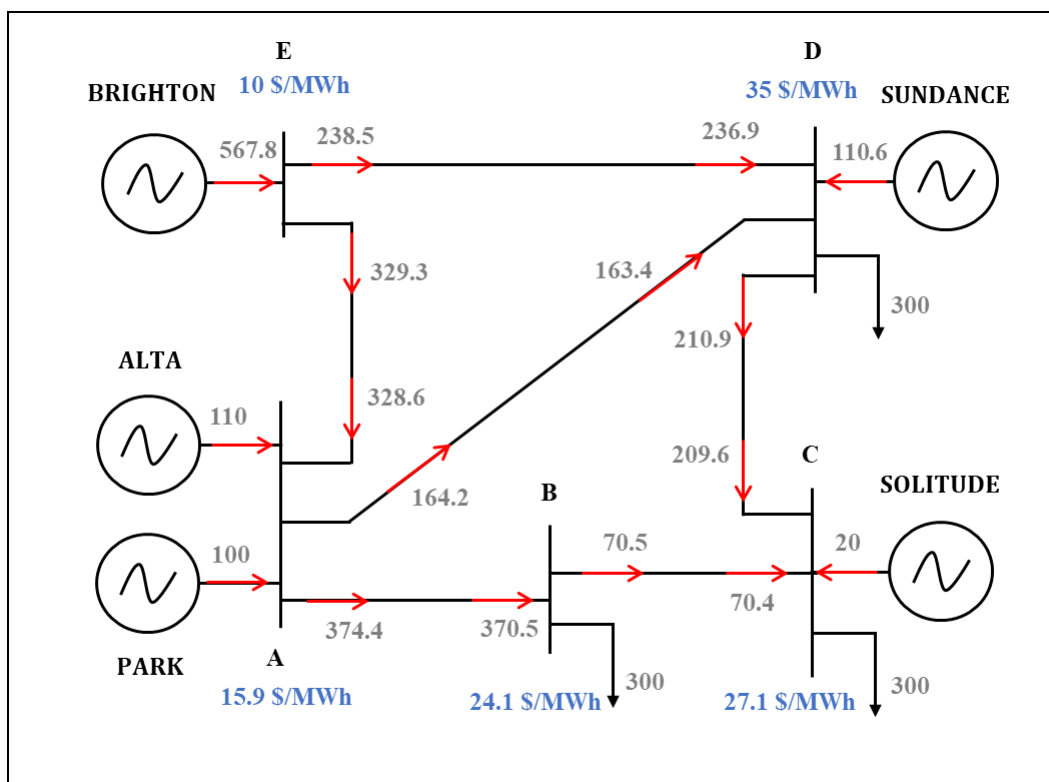 E
D
10 $/MWh
35 $/MWh
BRIGHTON
SUNDANCE
567.8
238.5
236.9
110.6
329.3
163.4
300
210.9
ALTA
110
328.6
209.6
C
SOLITUDE
164.2
B
100
70.5
20
374.4
370.5
70.4
PARK
A
300
300
15.9 $/MWh
24.1 $/MWh
27.1 $/MWh